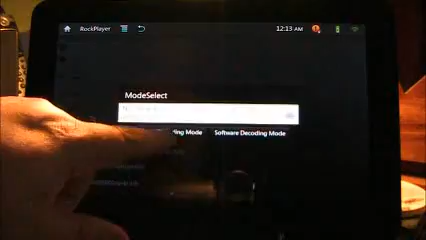 RockPlayer 12:13 AM
ModeSelect
ding Mode Software Decoding Mode